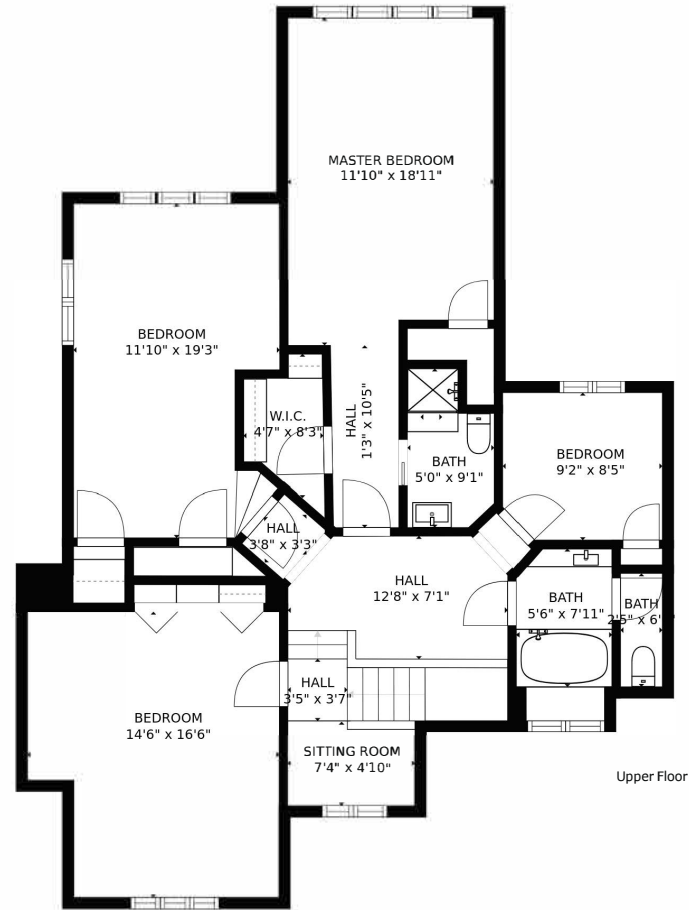 MASTER BEDROOM
11'10" x 18'11"
BEDROOM
11'10" x 19'3"
W.I.C.
4'7" x 8'3"
HALL
1'3" x 10'5"
BATH
5'0" x 9'1"
BEDROOM
9'2" x 8'5"
HALL
3'8" x 3'3"
HALL
12'8" x 7'1"
BATH
5'6" x 7'11"
BATH
2'5" x 6'
HALL
3'5" x 3'7"
BEDROOM
14'6" x 16'6"
SITTING ROOM
7'4" x 4'10"
Upper Floor